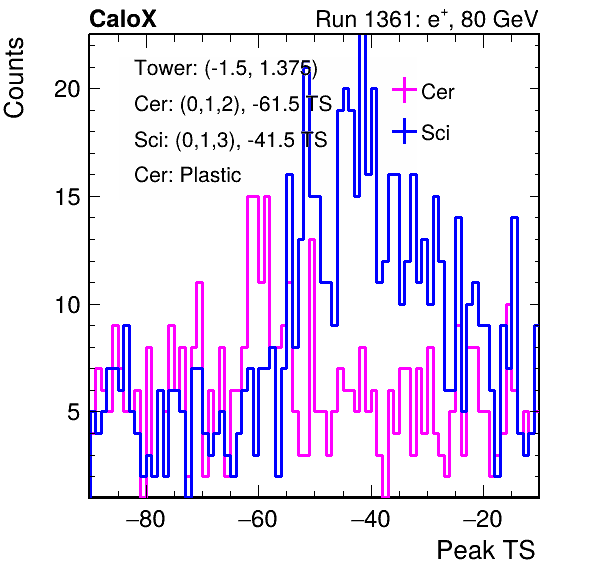 CaloX Run 1361: e⁺, 80 GeV
Counts
Tower: (-1.5, 1.375)
Cer: (0,1,2), -61.5 TS
Sci: (0,1,3), -41.5 TS
Cer: Plastic
Cer
Sci
20
15
10
5
−80 −60 −40 −20
Peak TS